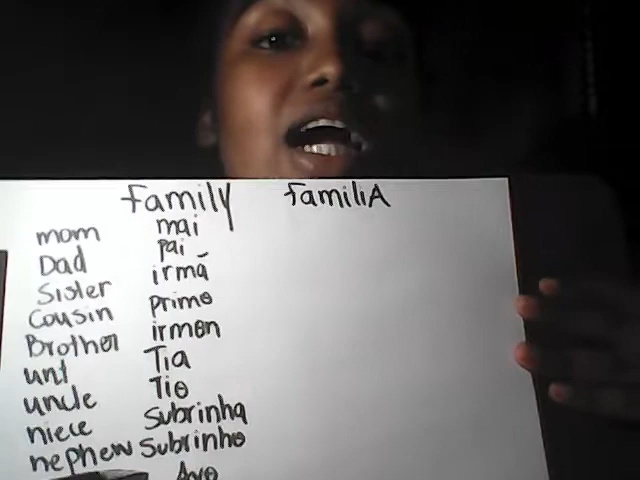 Family familiA
mom mai
Dad pai
Sister irmã
Cousin primo
Brother irmon
unt Tia
uncle Tio
niece Subrinha
nephew Subrinho
Avo